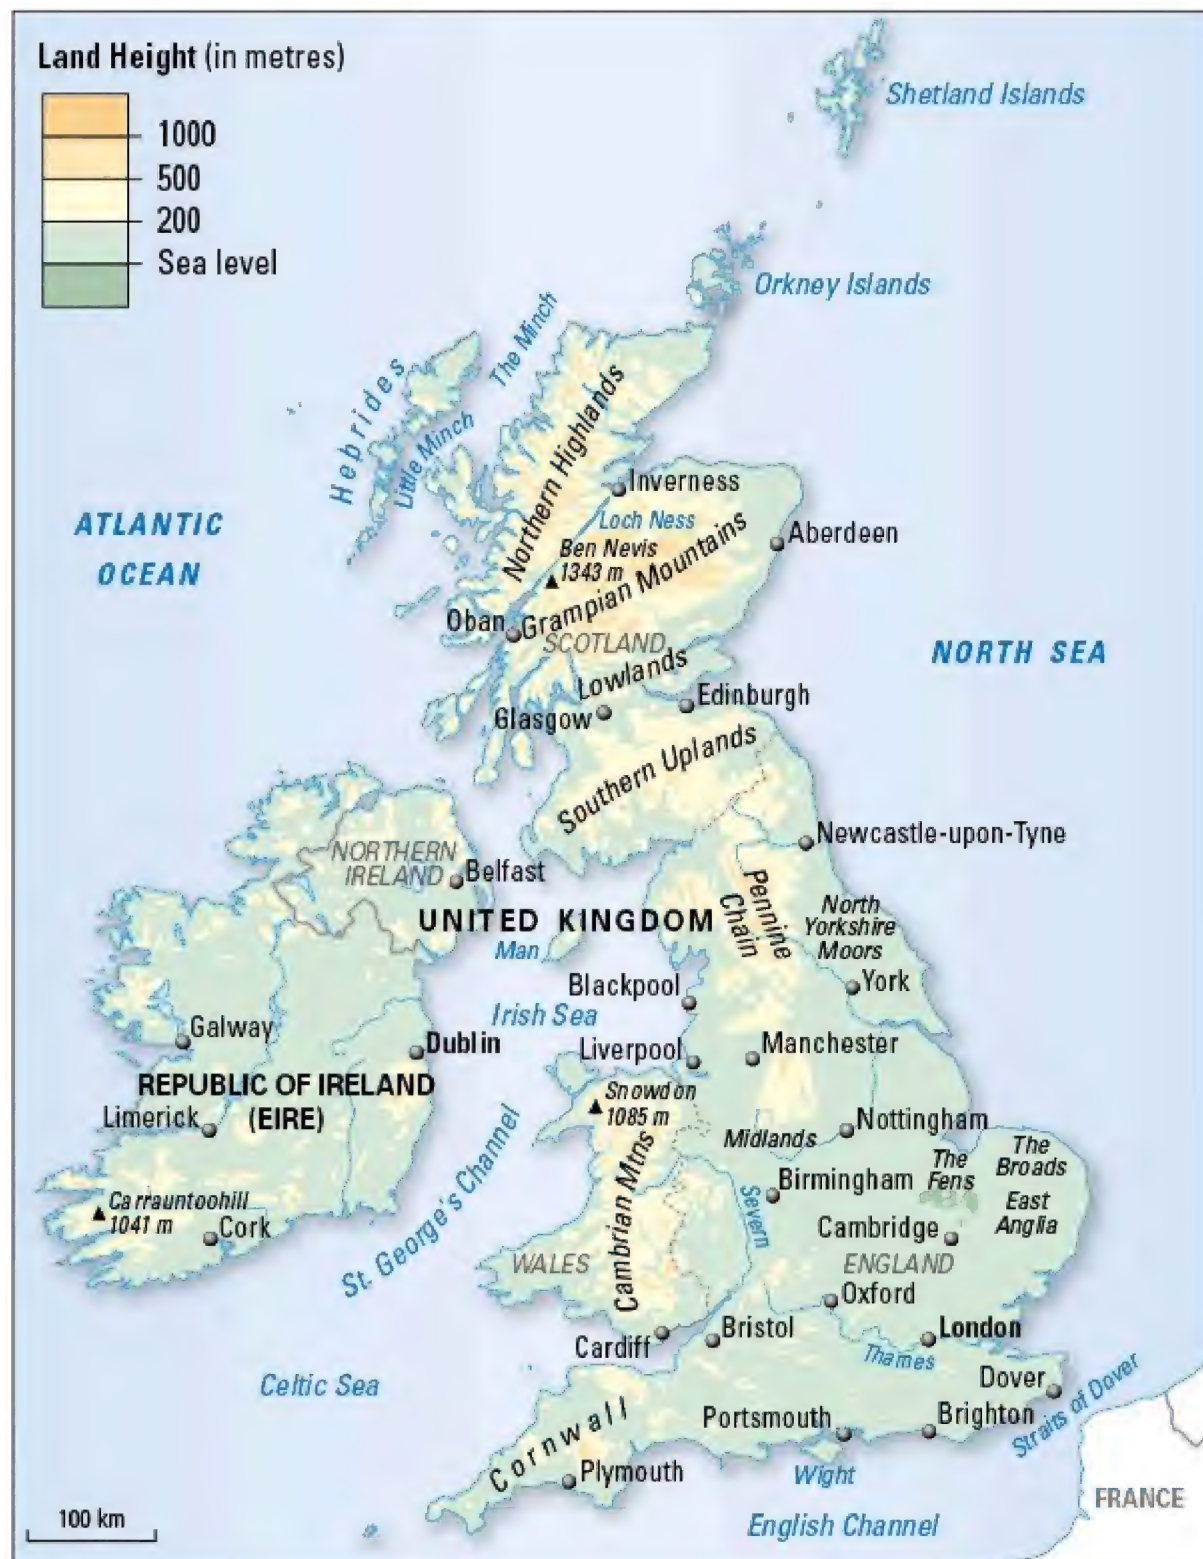 Land Height (in metres)
1000
500
200
Sea level
Shetland Islands
Orkney Islands
The Minch
Hebrides
Little Minch
Northern Highlands
Inverness
Loch Ness
ATLANTIC
OCEAN
Ben Nevis
1343 m
Aberdeen
Grampian Mountains
Oban
SCOTLAND
NORTH SEA
Lowlands
Edinburgh
Glasgow
Southern Uplands
Newcastle-upon-Tyne
NORTHERN
IRELAND
Belfast
Pennine
Chain
North
Yorkshire
Moors
UNITED KINGDOM
Man
Blackpool
York
Irish Sea
Galway
Dublin
Liverpool
Manchester
REPUBLIC OF IRELAND
(EIRE)
Snowdon
1085 m
Limerick
Midlands
Nottingham
The
Broads
The
Fens
Birmingham
East
Anglia
St. George's Channel
Cambrian Mtns
Severn
Carrauntoohill
1041 m
Cork
Cambridge
WALES
ENGLAND
Oxford
Cardiff
Bristol
London
Thames
Celtic Sea
Dover
Straits of Dover
Cornwall
Portsmouth
Brighton
Plymouth
Wight
FRANCE
100 km
English Channel